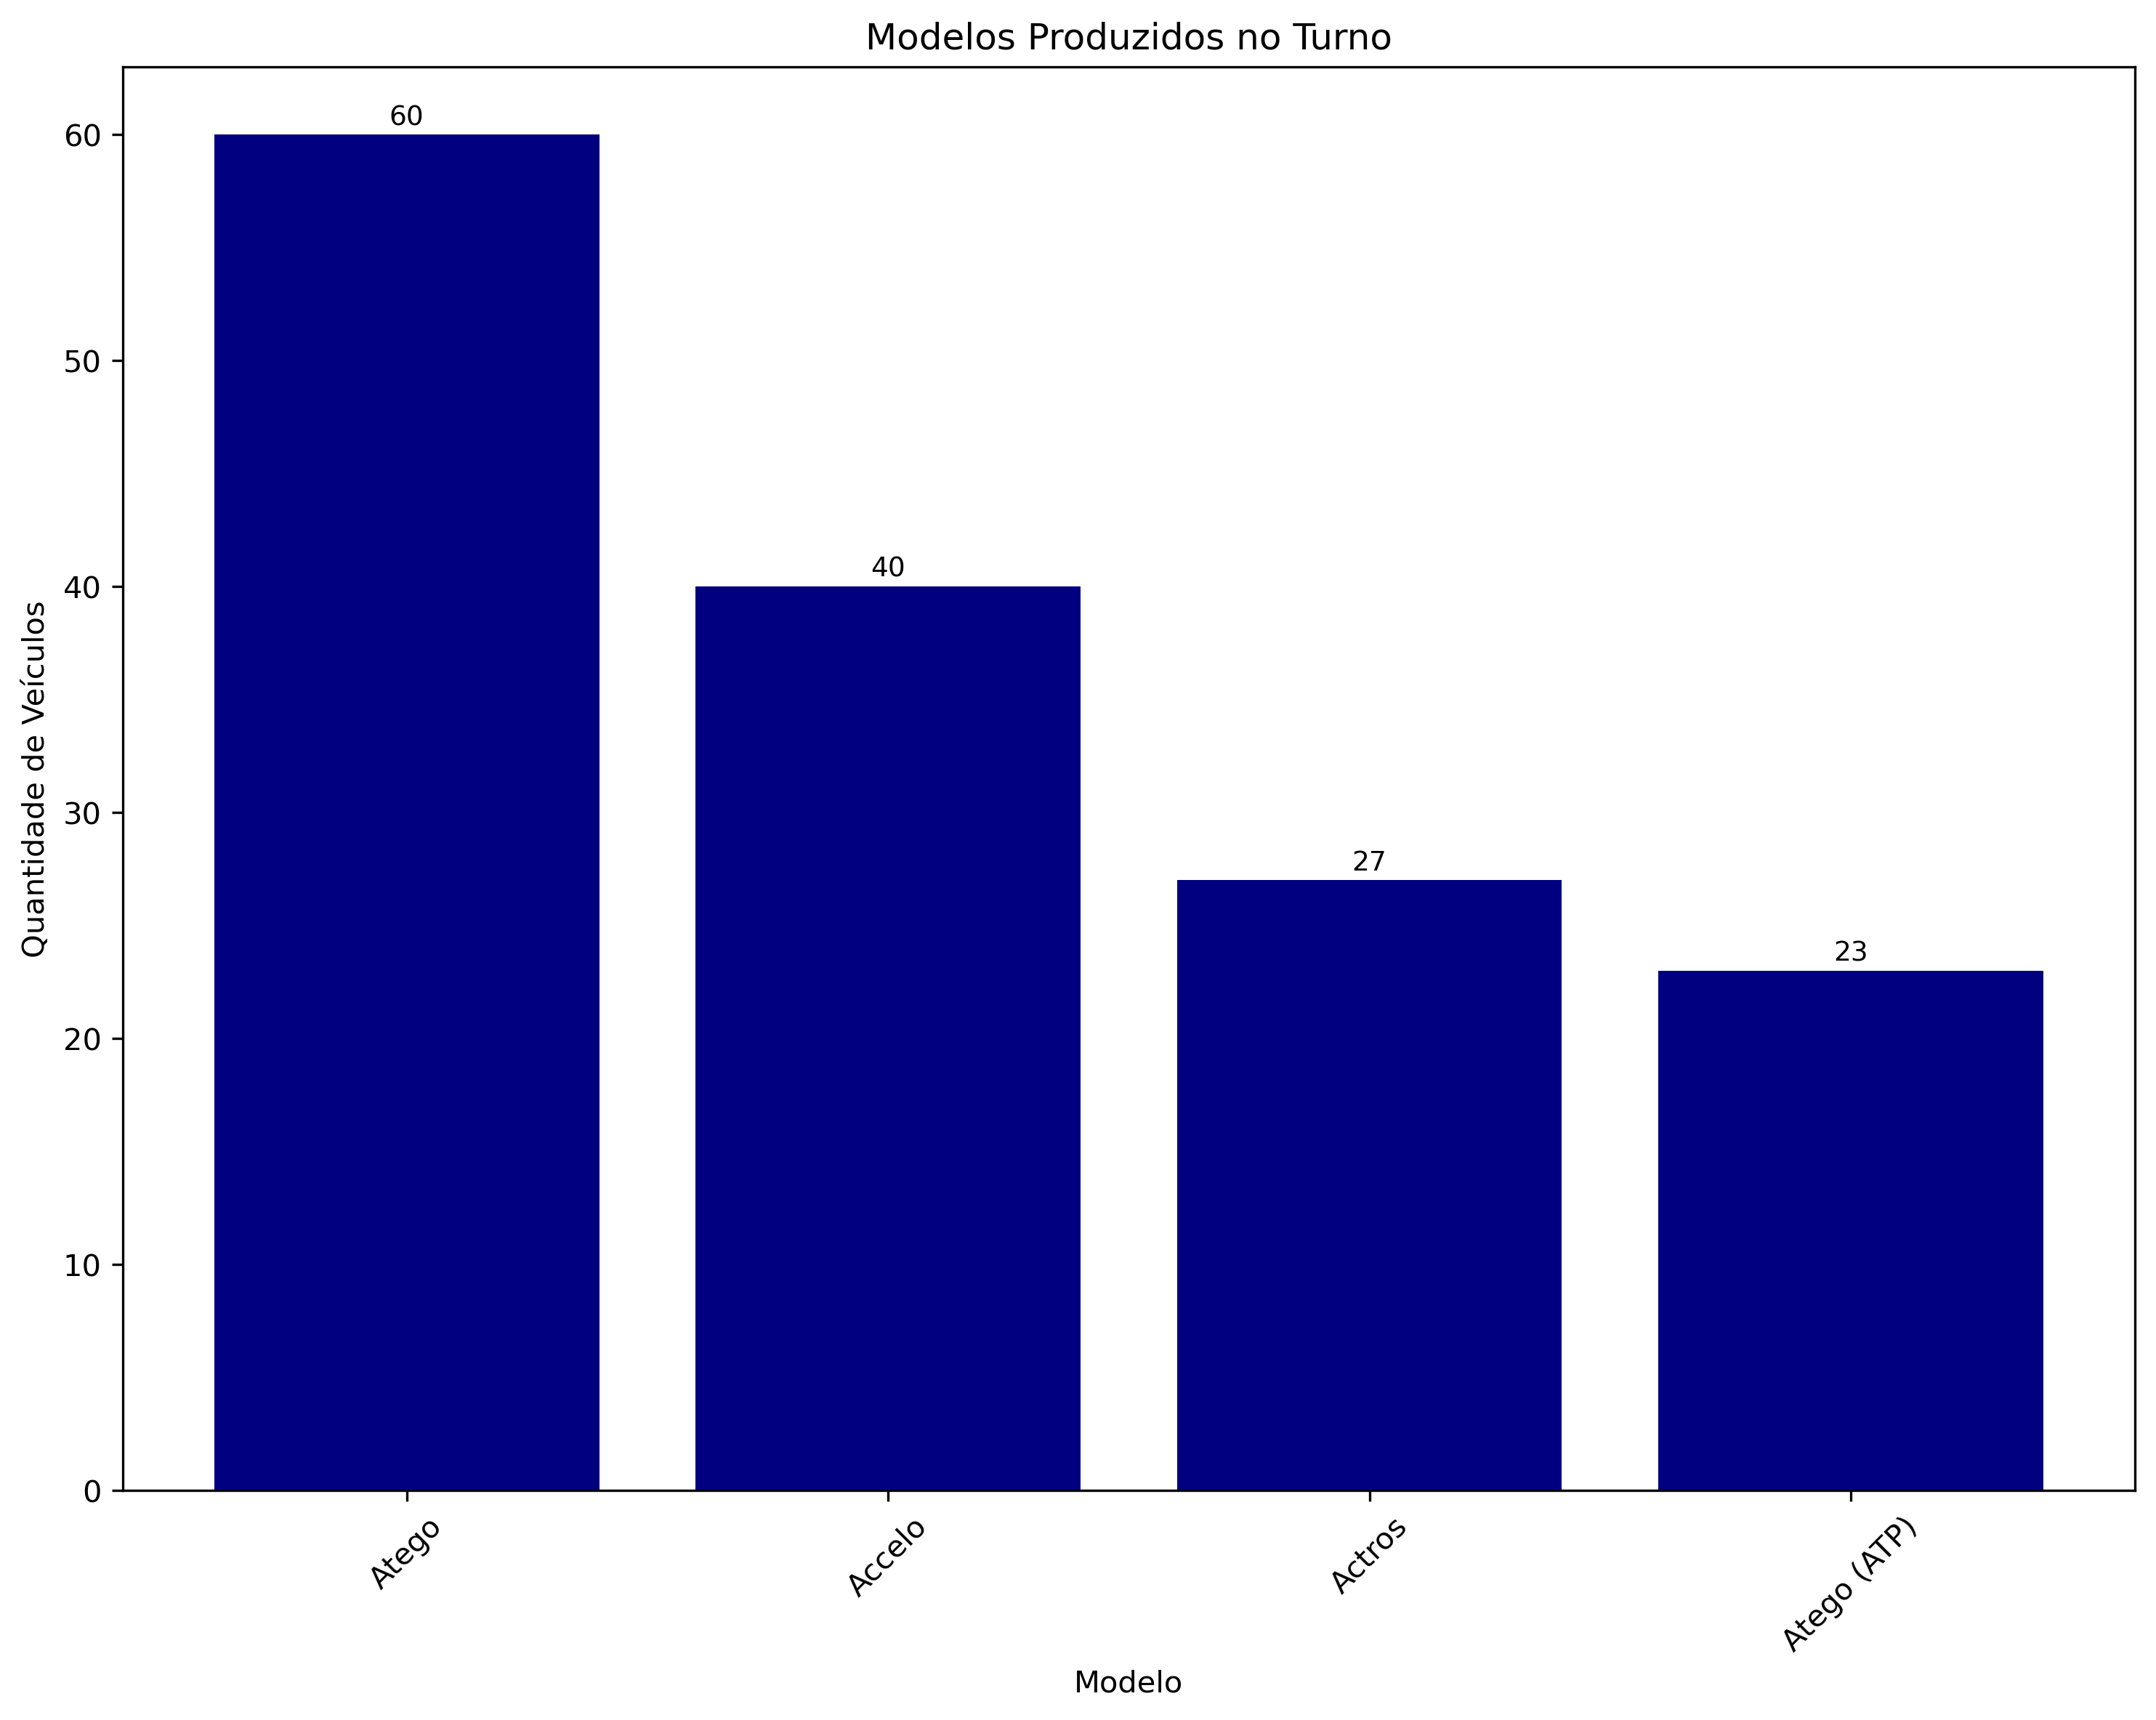 Modelos Produzidos no Turno
60
50
40
30
20
10
0
Quantidade de Veículos
60
40
27
23
Atego
Accelo
Actros
Atego (ATP)
Modelo